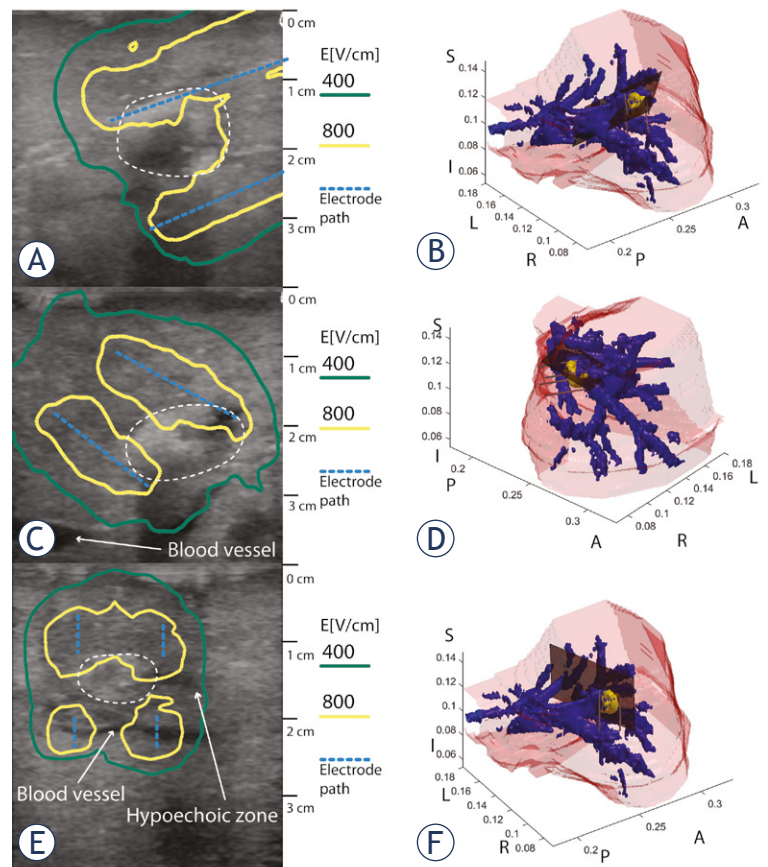 0 cm
E[V/cm]
400
1 cm
800
2 cm
Electrode
path
3 cm
A
S
0.14
0.12
0.1
0.08
0.06
I
0.18
0.16
0.14
0.12
0.1
0.08
L
R
0.2
0.25
0.3
P
A
B
0 cm
E[V/cm]
400
1 cm
800
2 cm
Electrode
path
3 cm
Blood vessel
C
S
0.14
0.12
0.1
0.08
0.06
I
0.2
0.25
0.3
P
A
0.08
0.1
0.12
0.14
0.16
0.18
R
L
D
0 cm
E[V/cm]
400
1 cm
800
2 cm
Electrode
path
3 cm
Blood vessel
Hypoechoic zone
E
S
0.14
0.12
0.1
0.08
0.06
I
0.18
0.16
0.14
0.12
0.1
0.08
L
R
0.2
0.25
0.3
P
A
F